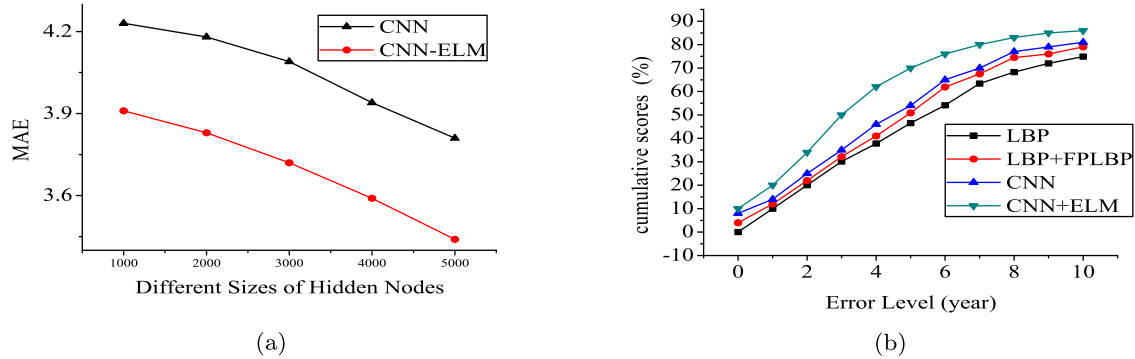 4.2
3.9
3.6
MAE
CNN
CNN-ELM
1000 2000 3000 4000 5000
Different Sizes of Hidden Nodes
(a)
90
80
70
60
50
40
30
20
10
0
-10
cumulative scores (%)
LBP
LBP+FPLBP
CNN
CNN+ELM
0 2 4 6 8 10
Error Level (year)
(b)